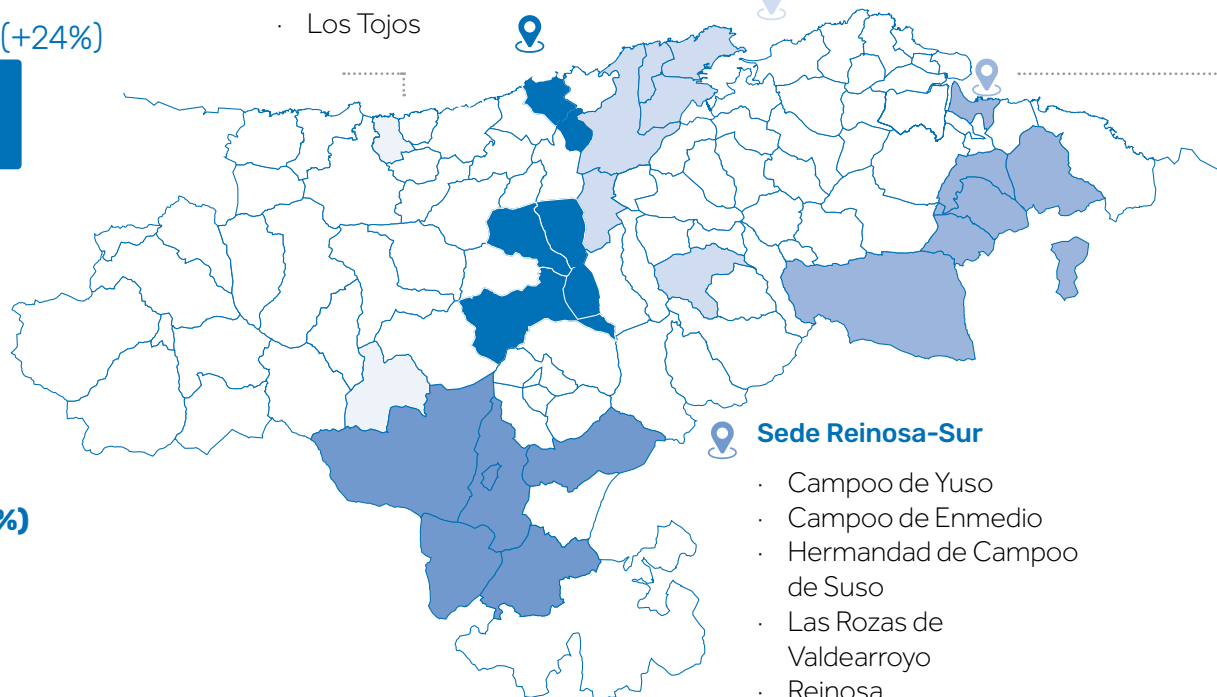 (+24%)
· Los Tojos
%)
Sede Reinosa-Sur
· Campoo de Yuso
· Campoo de Enmedio
· Hermandad de Campoo
de Suso
· Las Rozas de
Valdearroyo
· Reinosa